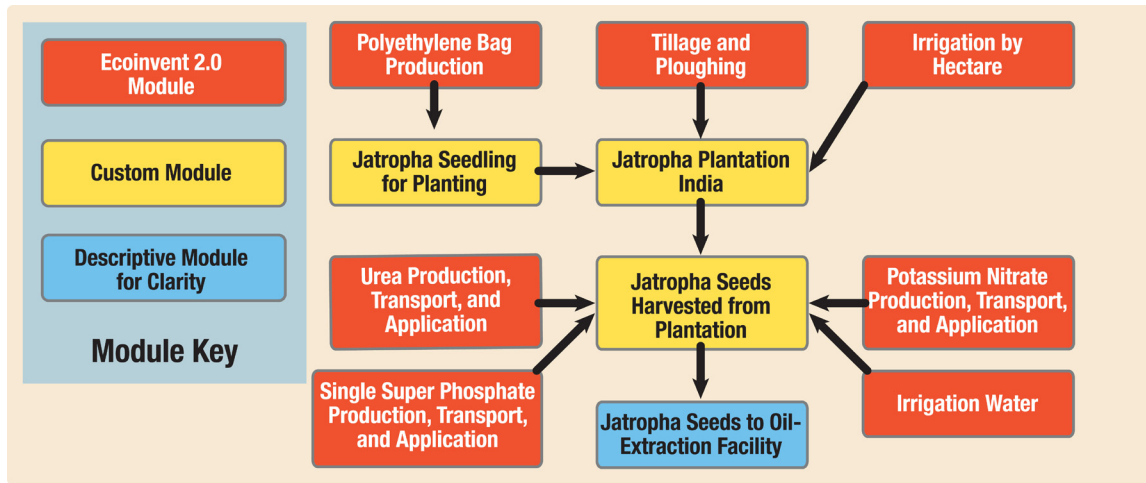 Ecoinvent 2.0
Module
Custom Module
Descriptive Module
for Clarity
Module Key
Polyethylene Bag
Production
Tillage and
Ploughing
Irrigation by
Hectare
Jatropha Seedling
for Planting
Jatropha Plantation
India
Urea Production,
Transport, and
Application
Jatropha Seeds
Harvested from
Plantation
Potassium Nitrate
Production, Transport,
and Application
Single Super Phosphate
Production, Transport,
and Application
Jatropha Seeds to Oil-
Extraction Facility
Irrigation Water